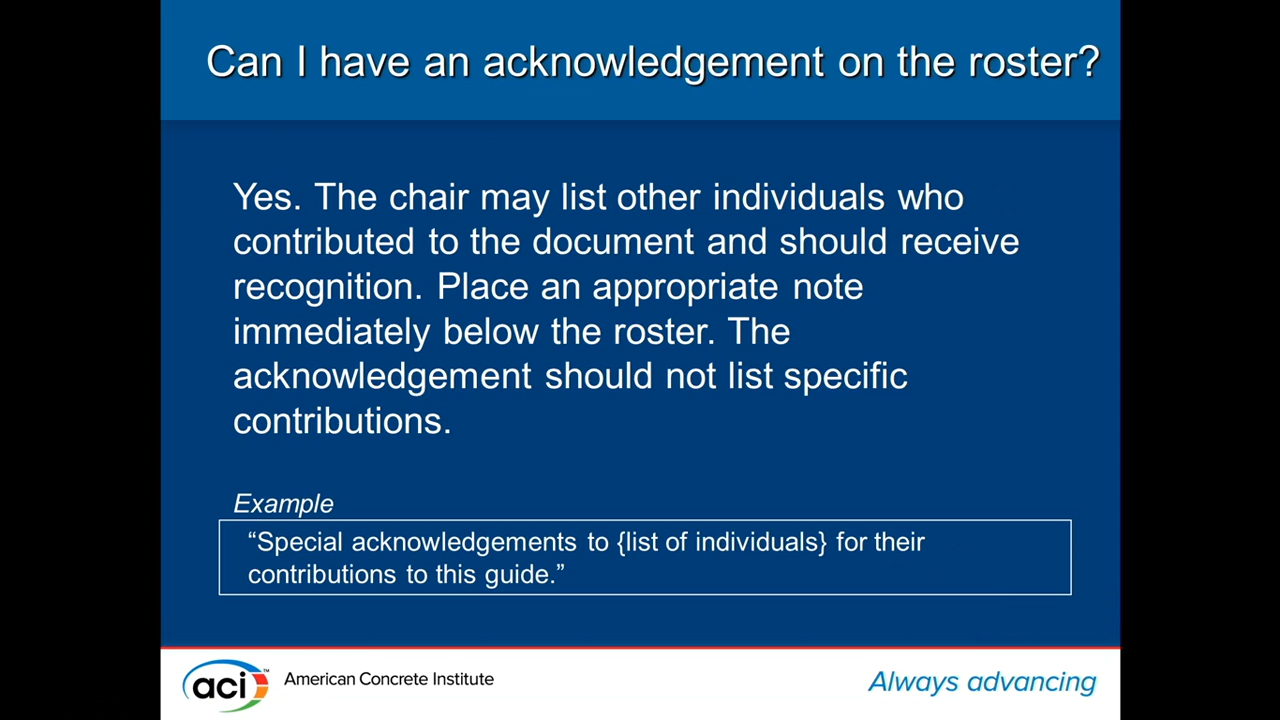 Can I have an acknowledgement on the roster?
Yes. The chair may list other individuals who
contributed to the document and should receive
recognition. Place an appropriate note
immediately below the roster. The
acknowledgement should not list specific
contributions.
Example
“Special acknowledgements to {list of individuals} for their
contributions to this guide.”
aci™ American Concrete Institute
Always advancing